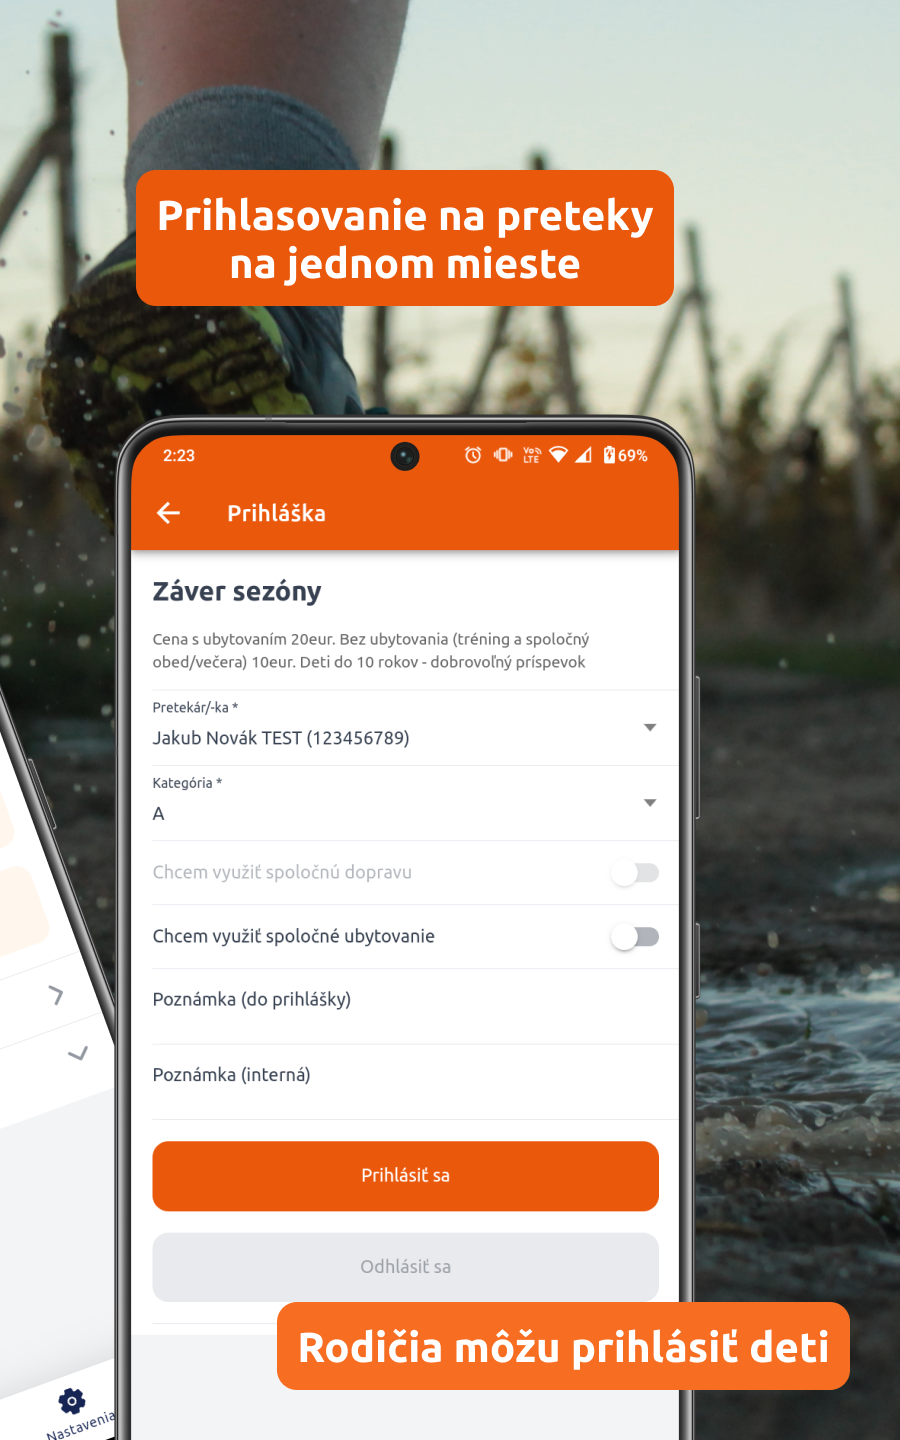 Prihlasovanie na preteky
na jednom mieste
2:23
Vo LTE
69%
Prihláška
Záver sezóny
Cena s ubytovaním 20eur. Bez ubytovania (tréning a spoločný
obed/večera) 10eur. Deti do 10 rokov - dobrovoľný príspevok
Pretekár/-ka *
Jakub Novák TEST (123456789)
Kategória *
A
Chcem využiť spoločnú dopravu
Chcem využiť spoločné ubytovanie
Poznámka (do prihlášky)
Poznámka (interná)
Prihlásiť sa
Odhlásiť sa
Rodičia môžu prihlásiť deti
Nastavenia